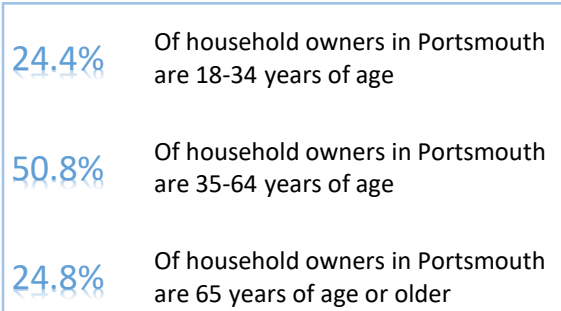 24.4%
Of household owners in Portsmouth
are 18-34 years of age
50.8%
Of household owners in Portsmouth
are 35-64 years of age
24.8%
Of household owners in Portsmouth
are 65 years of age or older